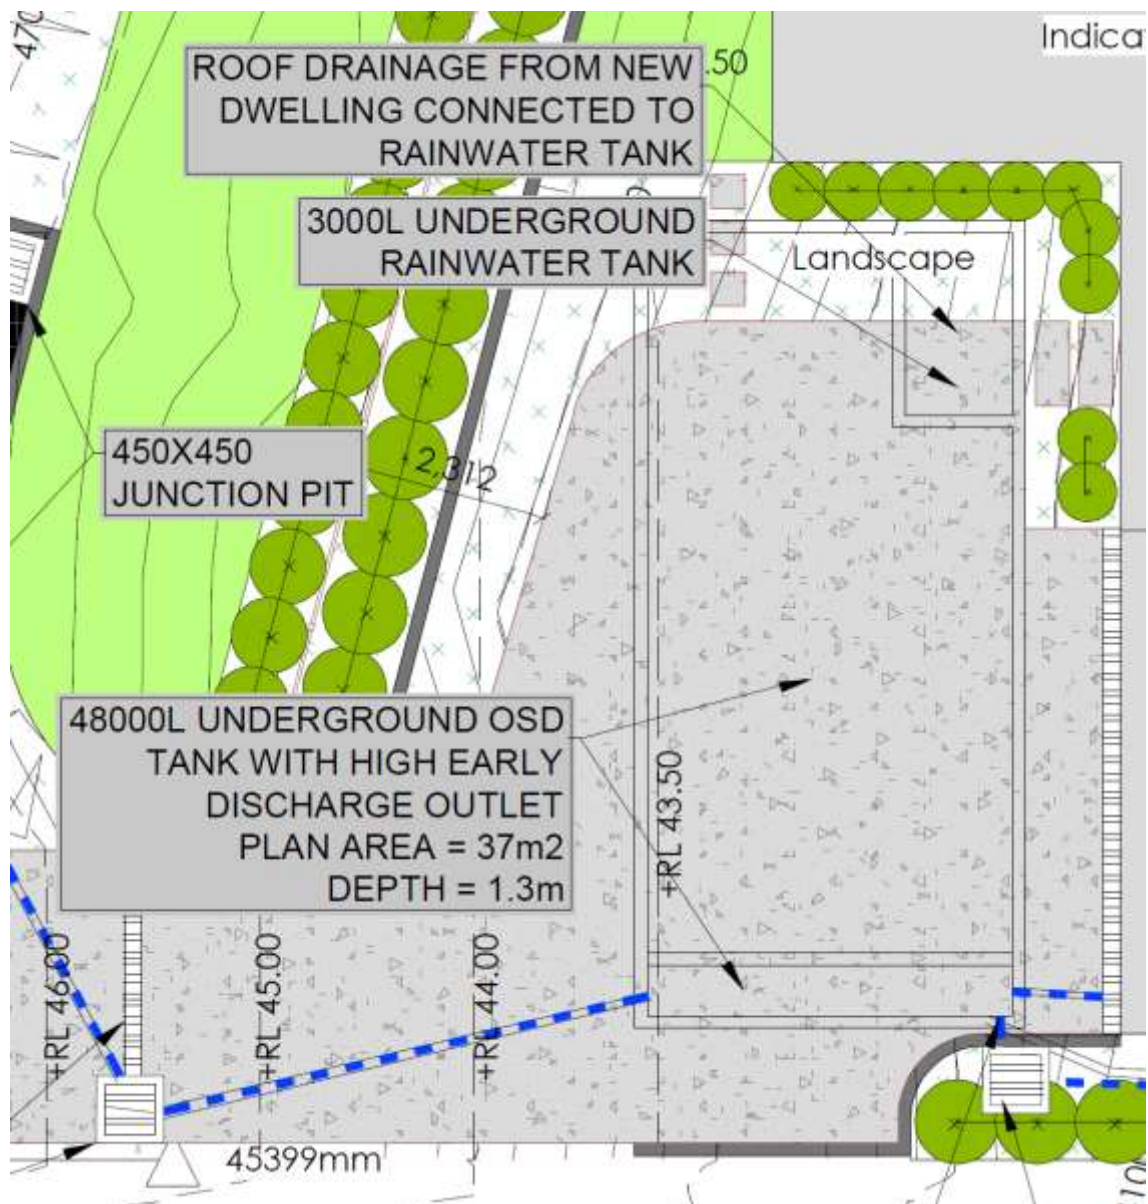 470
Indica
.50
ROOF DRAINAGE FROM NEW
DWELLING CONNECTED TO
RAINWATER TANK
3000L UNDERGROUND
RAINWATER TANK
Landscape
450X450
JUNCTION PIT
2,312
48000L UNDERGROUND OSD
TANK WITH HIGH EARLY
DISCHARGE OUTLET
PLAN AREA = 37m2
DEPTH = 1.3m
+RL 43.50
+RL 46.00
+RL 45.00
+RL 44.00
45399mm